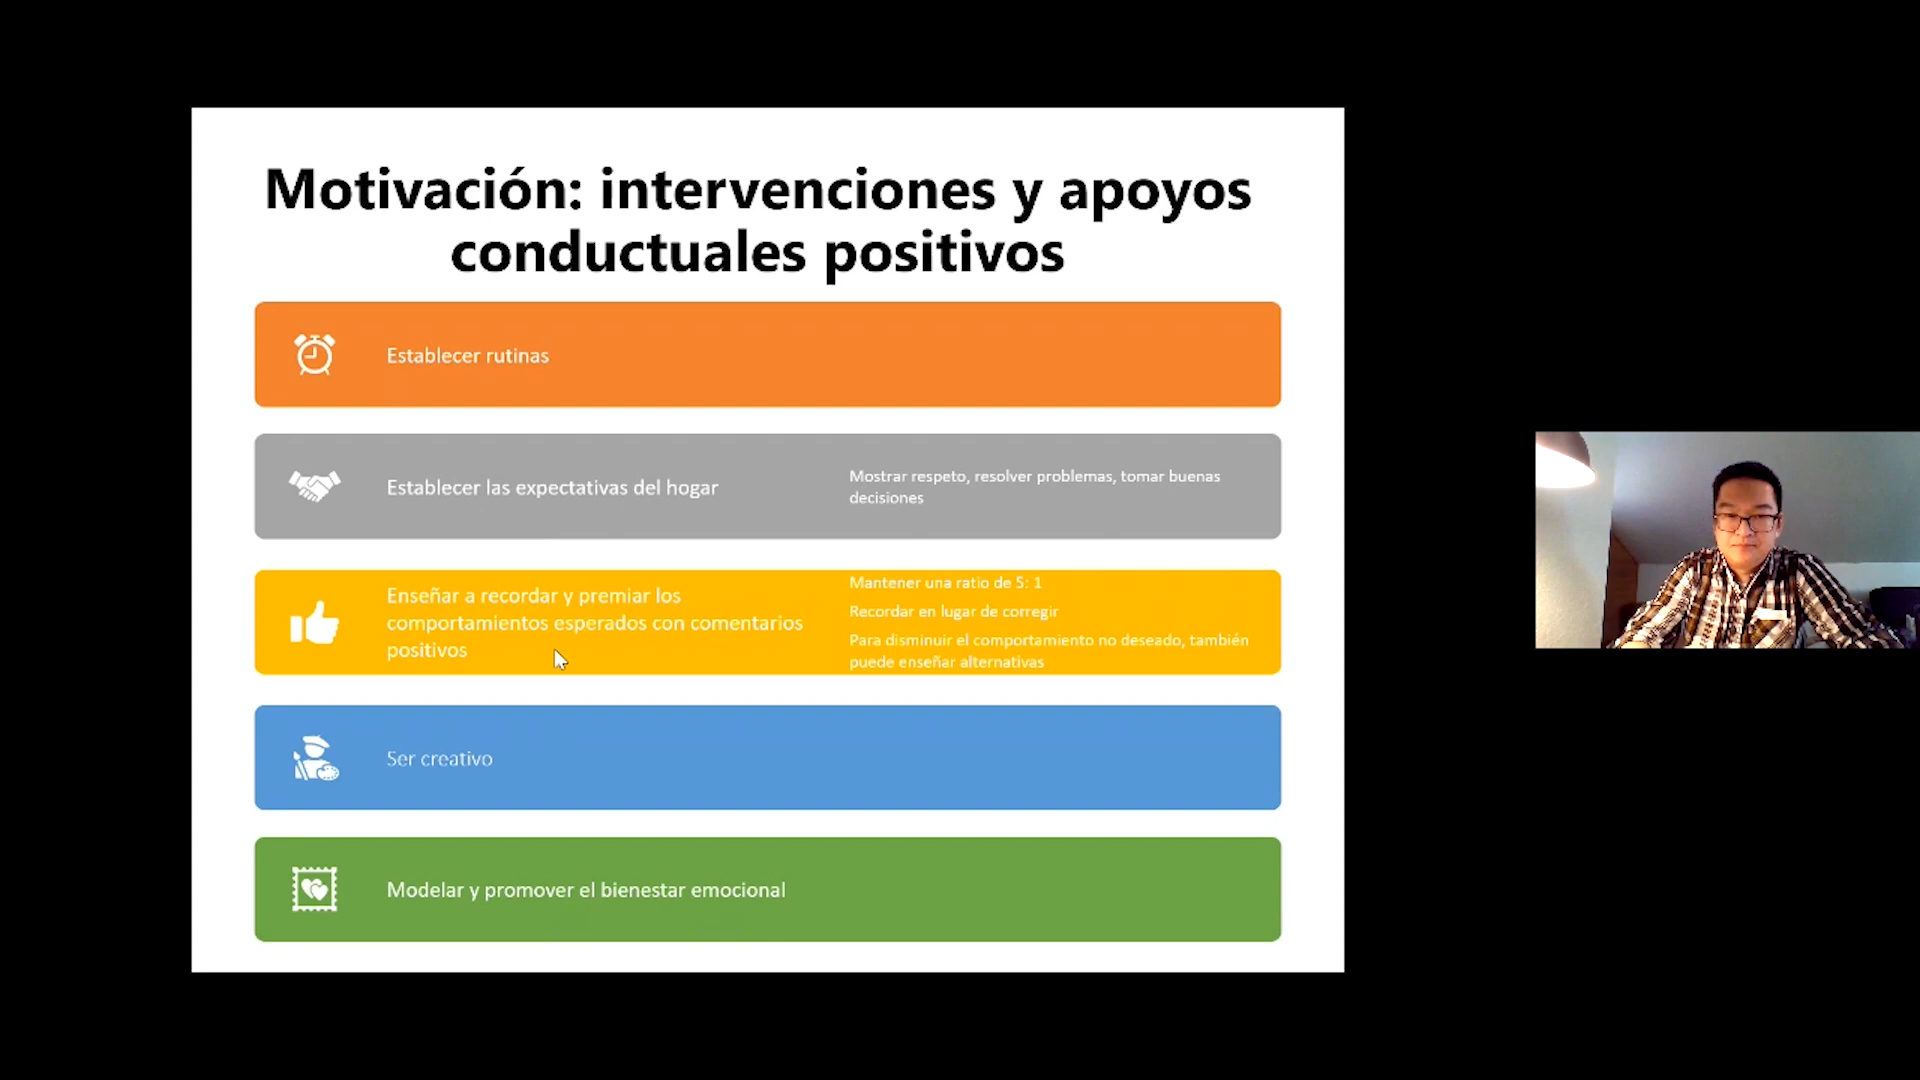 Motivación: intervenciones y apoyos
conductuales positivos
Establecer rutinas
Establecer las expectativas del hogar
Mostrar respeto, resolver problemas, tomar buenas
decisiones
Enseñar a recordar y premiar los
comportamientos esperados con comentarios
positivos
Mantener una ratio de 5: 1
Recordar en lugar de corregir
Para disminuir el comportamiento no deseado, también
puede enseñar alternativas
Ser creativo
Modelar y promover el bienestar emocional